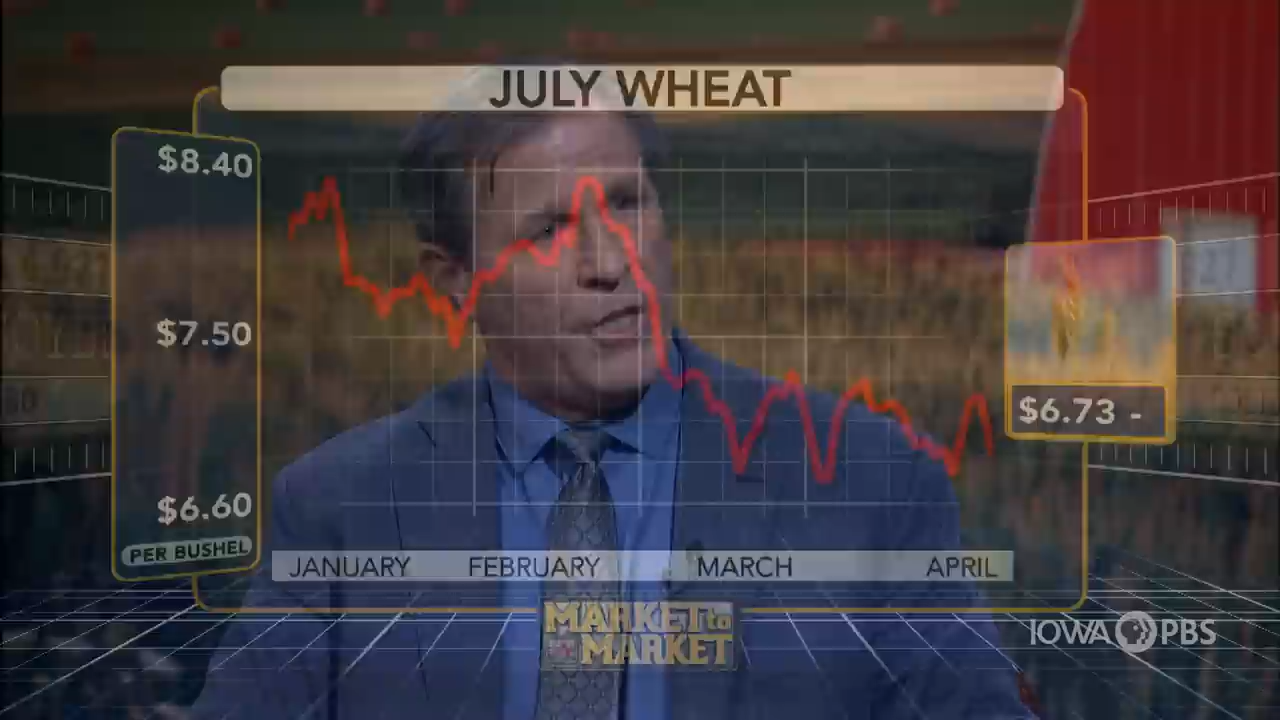 JULY WHEAT
$8.40
$7.50
$6.60
PER BUSHEL
$6.73 -
JANUARY FEBRUARY MARCH APRIL
MARKET to
MARKET
IOWA PBS